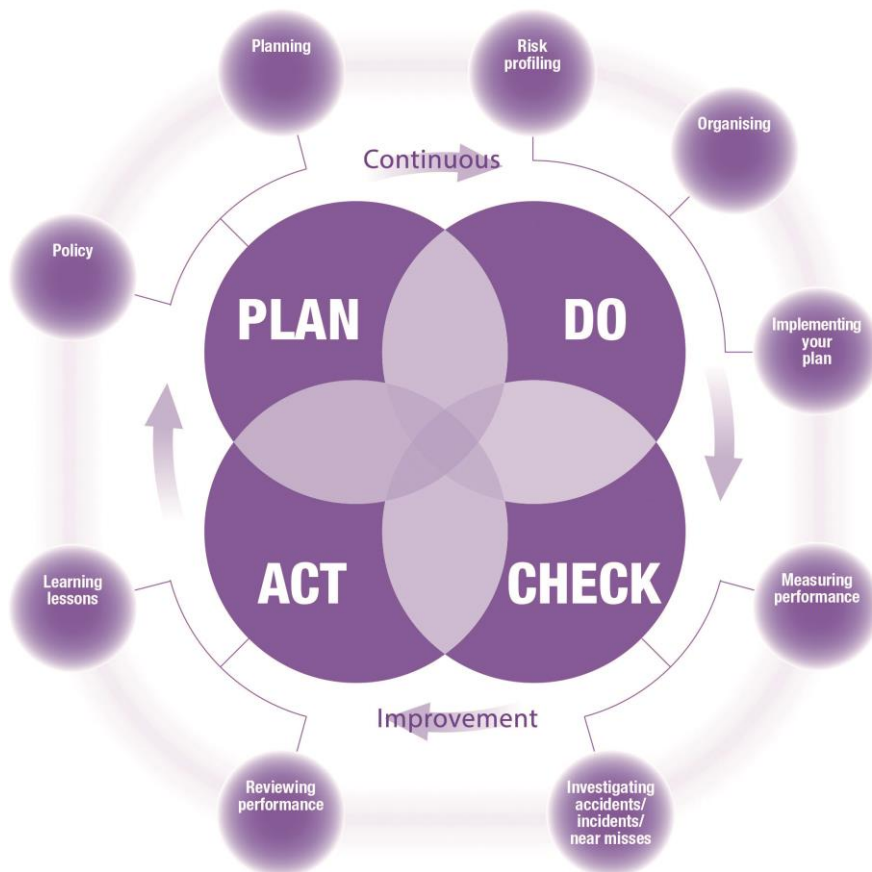 Planning
Risk
profiling
Organising
Continuous
Policy
PLAN
DO
Implementing
your
plan
ACT
CHECK
Learning
lessons
Measuring
performance
Improvement
Reviewing
performance
Investigating
accidents/
incidents/
near misses